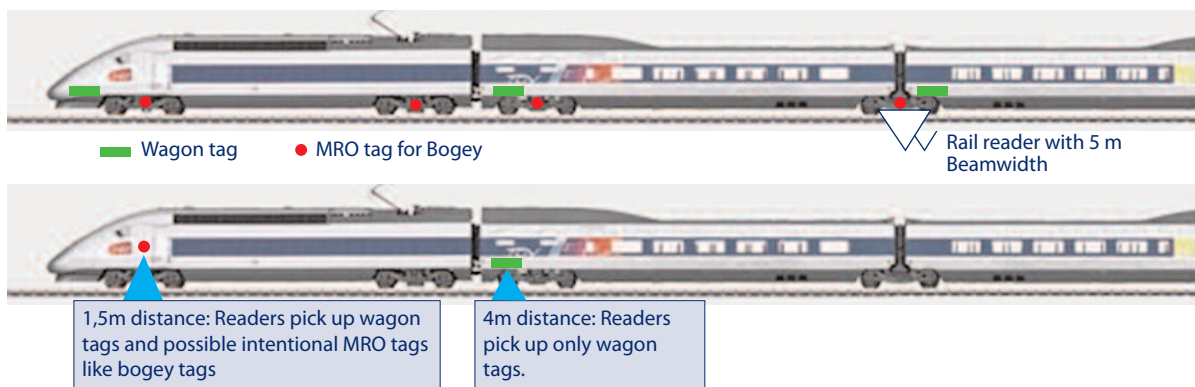 Wagon tag
MRO tag for Bogey
Rail reader with 5 m
Beamwidth
1,5m distance: Readers pick up wagon
tags and possible intentional MRO tags
like bogey tags
4m distance: Readers
pick up only wagon
tags.